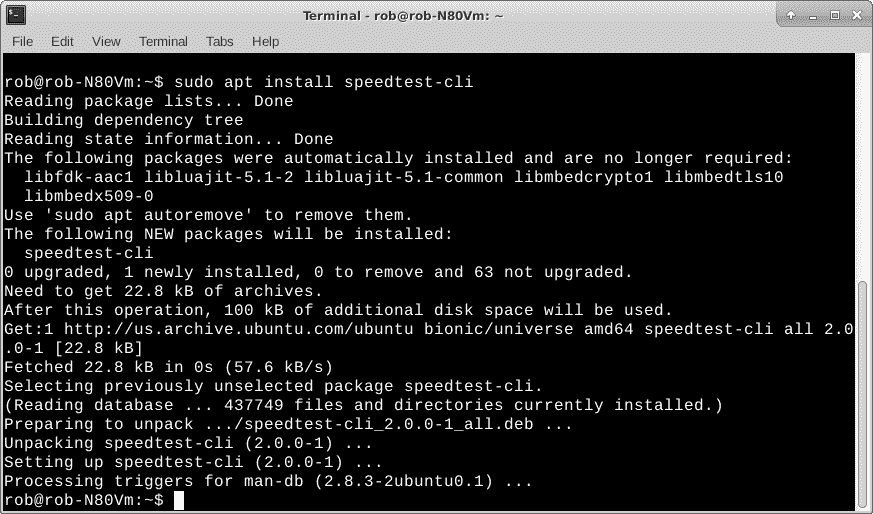 Terminal - rob@rob-N80Vm: ~
File Edit View Terminal Tabs Help
rob@rob-N80Vm:~$ sudo apt install speedtest-cli
Reading package lists... Done
Building dependency tree
Reading state information... Done
The following packages were automatically installed and are no longer required:
  libfdk-aac1 libluajit-5.1-2 libluajit-5.1-common libmbedcrypto1 libmbedtls10
  libmbedx509-0
Use 'sudo apt autoremove' to remove them.
The following NEW packages will be installed:
  speedtest-cli
0 upgraded, 1 newly installed, 0 to remove and 63 not upgraded.
Need to get 22.8 kB of archives.
After this operation, 100 kB of additional disk space will be used.
Get:1 http://us.archive.ubuntu.com/ubuntu bionic/universe amd64 speedtest-cli all 2.0
.0-1 [22.8 kB]
Fetched 22.8 kB in 0s (57.6 kB/s)
Selecting previously unselected package speedtest-cli.
(Reading database ... 437749 files and directories currently installed.)
Preparing to unpack .../speedtest-cli_2.0.0-1_all.deb ...
Unpacking speedtest-cli (2.0.0-1) ...
Setting up speedtest-cli (2.0.0-1) ...
Processing triggers for man-db (2.8.3-2ubuntu0.1) ...
rob@rob-N80Vm:~$